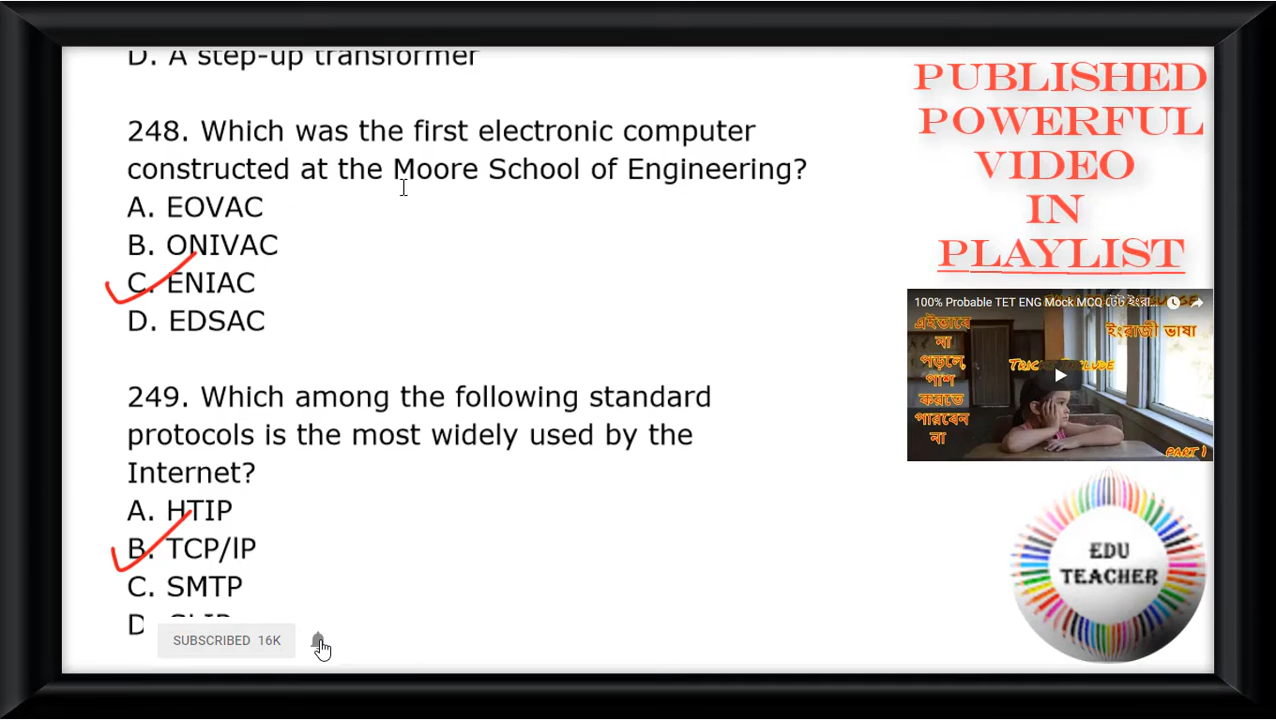 D. A step-up transformer
248. Which was the first electronic computer
constructed at the Moore School of Engineering?
A. EOVAC
B. ONIVAC
C. ENIAC
D. EDSAC
249. Which among the following standard
protocols is the most widely used by the
Internet?
A. HTIP
B. TCP/lP
C. SMTP
D
SUBSCRIBED 16K
PUBLISHED
POWERFUL
VIDEO
IN
PLAYLIST
100% Probable TET ENG Mock MCQ টেট ইংরা...
এইভাবে
না
পড়লে,
পাশ
করতে
পারবেন
না
ইংরাজী ভাষা
PART 1
EDU
TEACHER